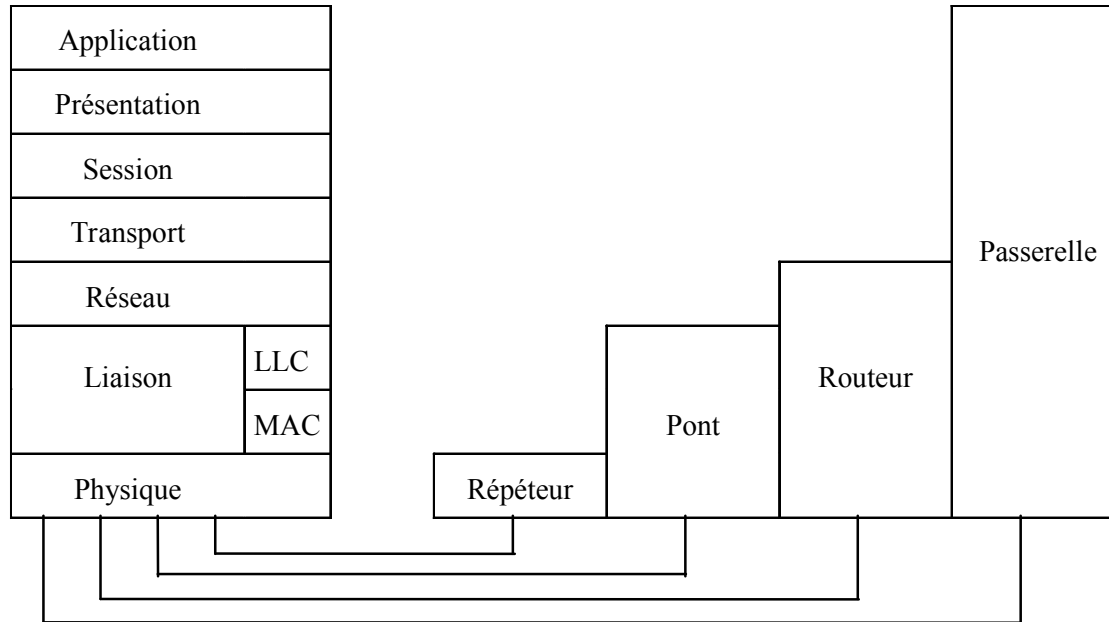 Application
Présentation
Session
Transport
Réseau
Liaison
LLC
MAC
Physique
Répéteur
Pont
Routeur
Passerelle